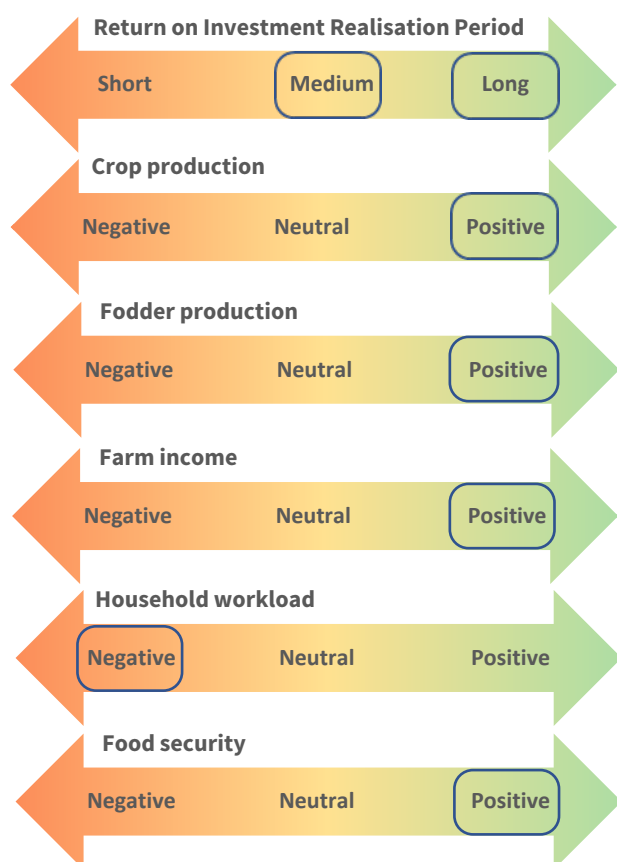 Return on Investment Realisation Period
Short Medium Long
Crop production
Negative Neutral Positive
Fodder production
Negative Neutral Positive
Farm income
Negative Neutral Positive
Household workload
Negative Neutral Positive
Food security
Negative Neutral Positive